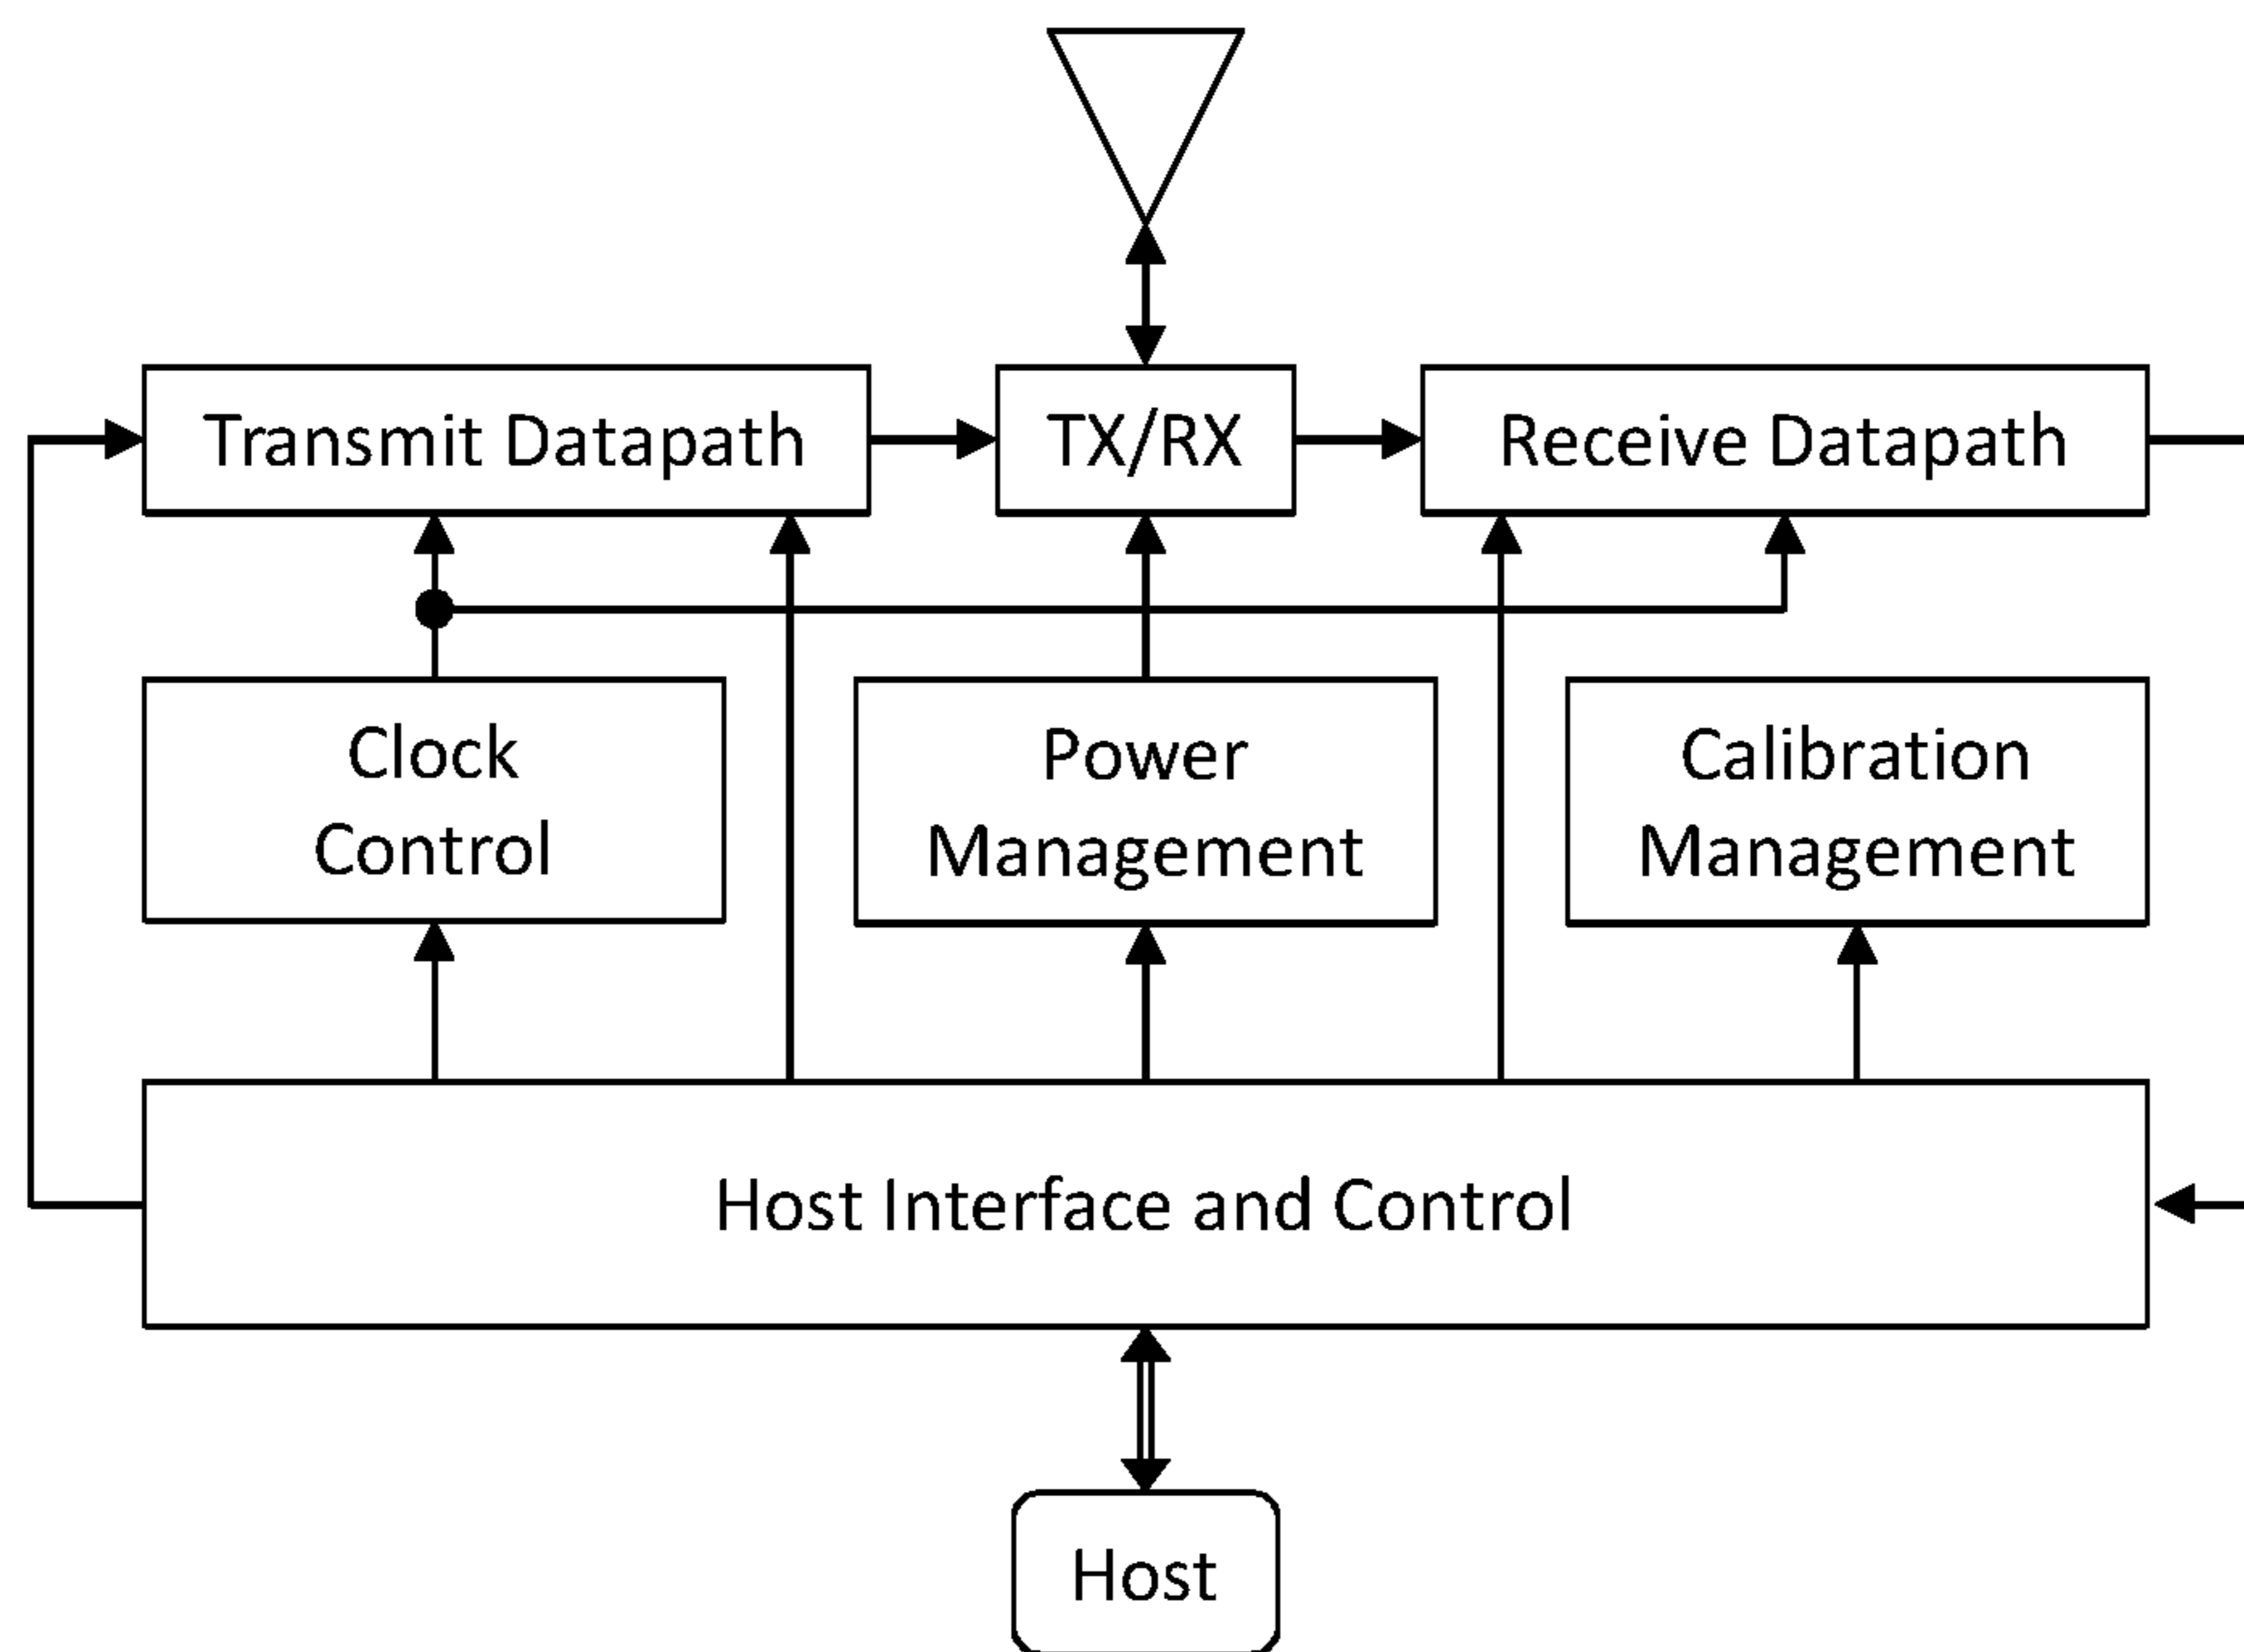 Transmit Datapath
TX/RX
Receive Datapath
Clock
Control
Power
Management
Calibration
Management
Host Interface and Control
Host